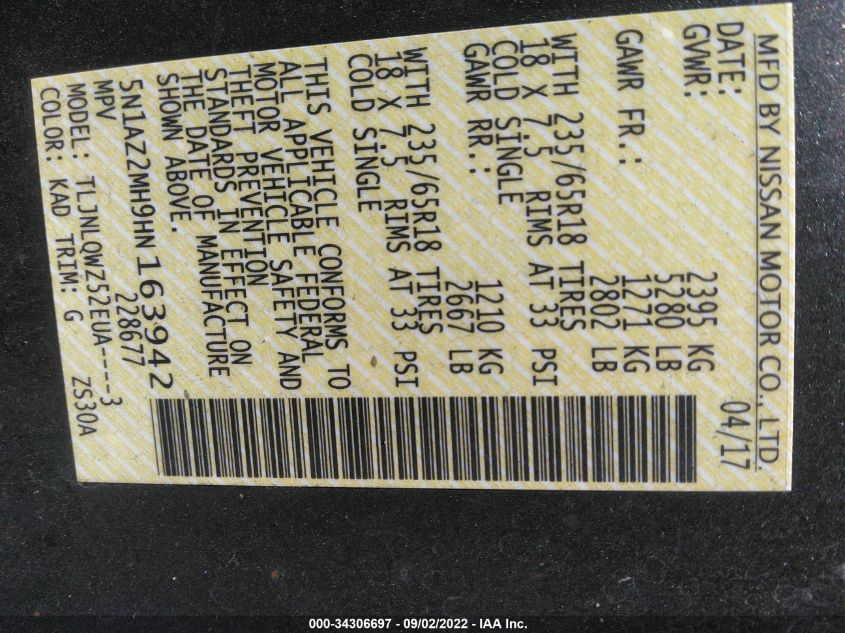 MFD BY NISSAN MOTOR CO., LTD.
DATE: 04/17
GVWR: 2395 KG
5280 LB
GAWR FR.: 1271 KG
2802 LB
WITH 235/65R18 TIRES
18 X 7.5 RIMS AT 33 PSI
COLD SINGLE
GAWR RR.: 1210 KG
2667 LB
WITH 235/65R18 TIRES
18 X 7.5 RIMS AT 33 PSI
COLD SINGLE
THIS VEHICLE CONFORMS TO
ALL APPLICABLE FEDERAL
MOTOR VEHICLE SAFETY AND
THEFT PREVENTION
STANDARDS IN EFFECT ON
THE DATE OF MANUFACTURE
SHOWN ABOVE.
5N1AZ2MH9HN163942
MPV 228677
MODEL: TLJNLQWZ52EUA----3
COLOR: KAD TRIM: G ZS30A
000-34306697 - 09/02/2022 - IAA Inc.